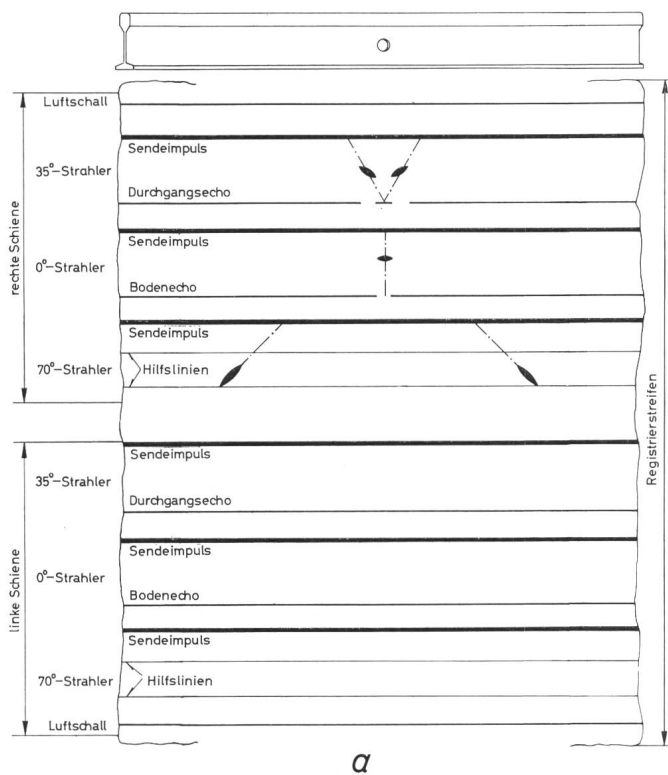 Luftschall
Sendeimpuls
35°-Strahler
Durchgangsecho
Sendeimpuls
0°-Strahler
Bodenecho
Sendeimpuls
70°-Strahler
Hilfslinien
rechte Schiene
Registrierstreifen
Sendeimpuls
35°-Strahler
Durchgangsecho
Sendeimpuls
0°-Strahler
Bodenecho
Sendeimpuls
70°-Strahler
Hilfslinien
Luftschall
linke Schiene
a